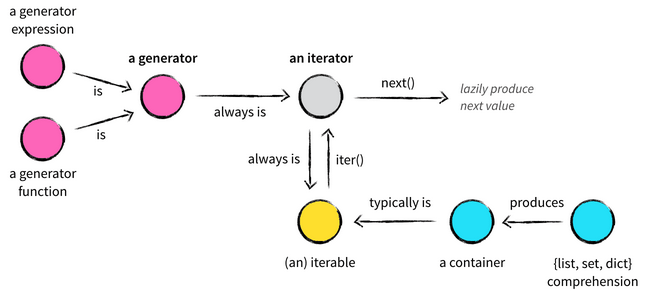 a generator
expression
a generator
an iterator
is
next()
lazily produce
next value
always is
is
a generator
function
always is
iter()
typically is
produces
(an) iterable
a container
{list, set, dict}
comprehension